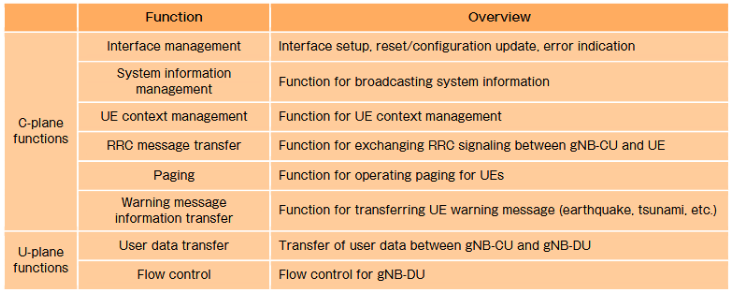 Function Overview
C-plane
functions
Interface management Interface setup, reset/configuration update, error indication
System information
management
Function for broadcasting system information
UE context management Function for UE context management
RRC message transfer Function for exchanging RRC signaling between gNB-CU and UE
Paging Function for operating paging for UEs
Warning message
information transfer
Function for transferring UE warning message (earthquake, tsunami, etc.)
U-plane
functions
User data transfer Transfer of user data between gNB-CU and gNB-DU
Flow control Flow control for gNB-DU